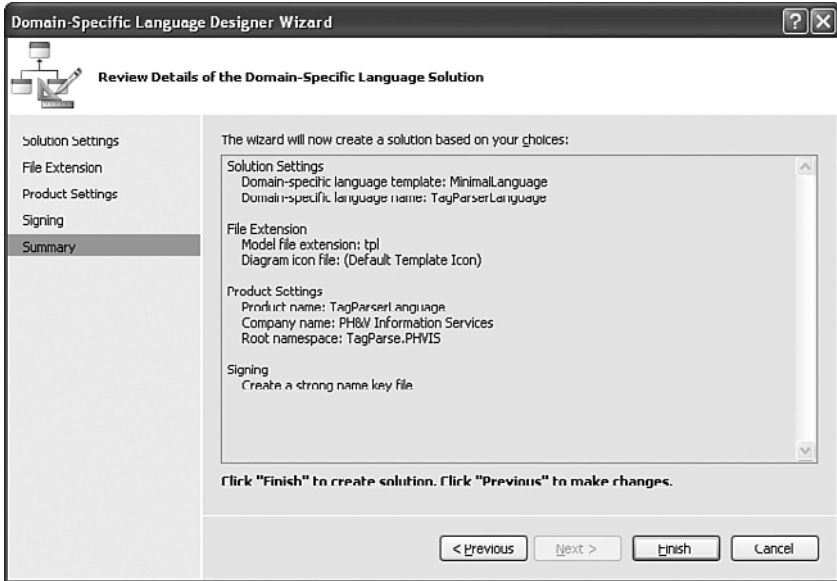 Domain-Specific Language Designer Wizard
Review Details of the Domain-Specific Language Solution
Solution Settings
File Extension
Product Settings
Signing
Summary
The wizard will now create a solution based on your choices:
Solution Settings
Domain-specific language template: MinimalLanguage
Domain-specific language name: TagParserLanguage
File Extension
Model file extension: tpl
Diagram icon file: (Default Template Icon)
Product Settings
Product name: TagParserLanguage
Company name: PH&V Information Services
Root namespace: TagParse.PHVIS
Signing
Create a strong name key file
Click "Finish" to create solution. Click "Previous" to make changes.
< Previous
Next >
Finish
Cancel